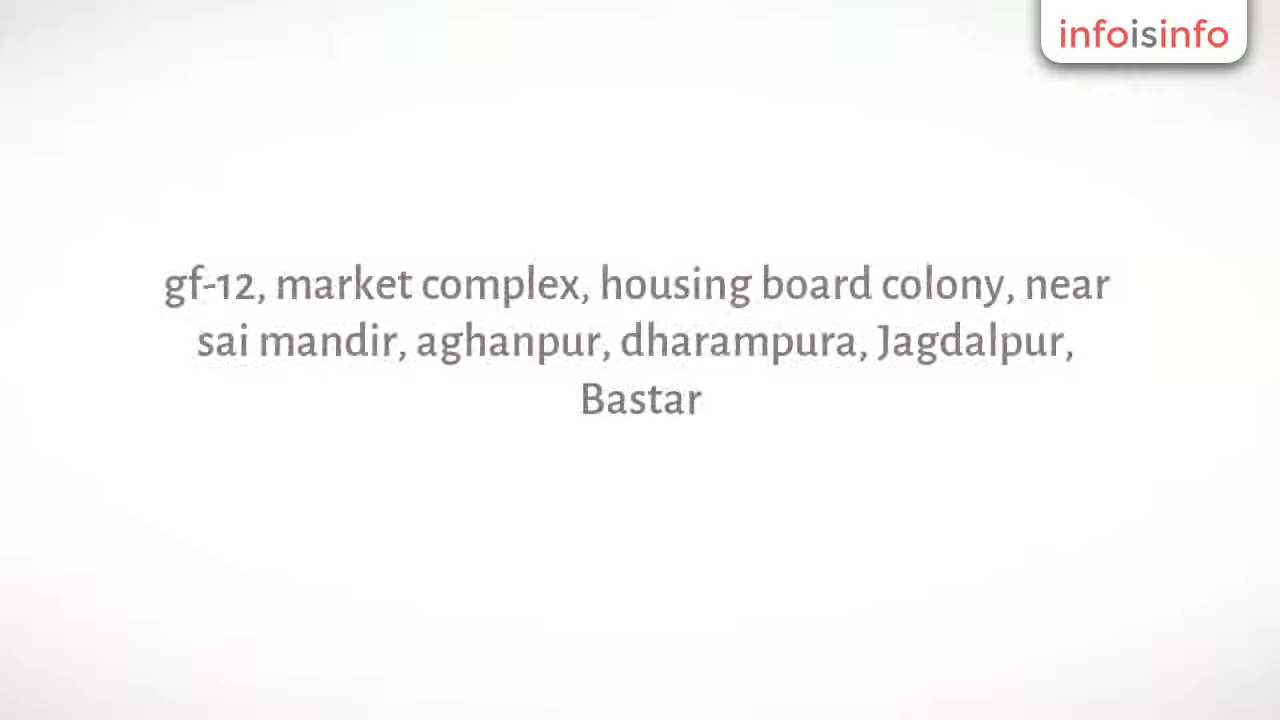 infoisinfo
gf-12, market complex, housing board colony, near
sai mandir, aghanpur, dharampura, Jagdalpur,
Bastar